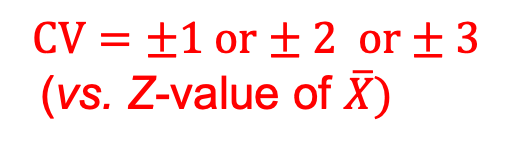 CV = ±1 or ± 2 or ± 3
(vs. Z-value of X̄)